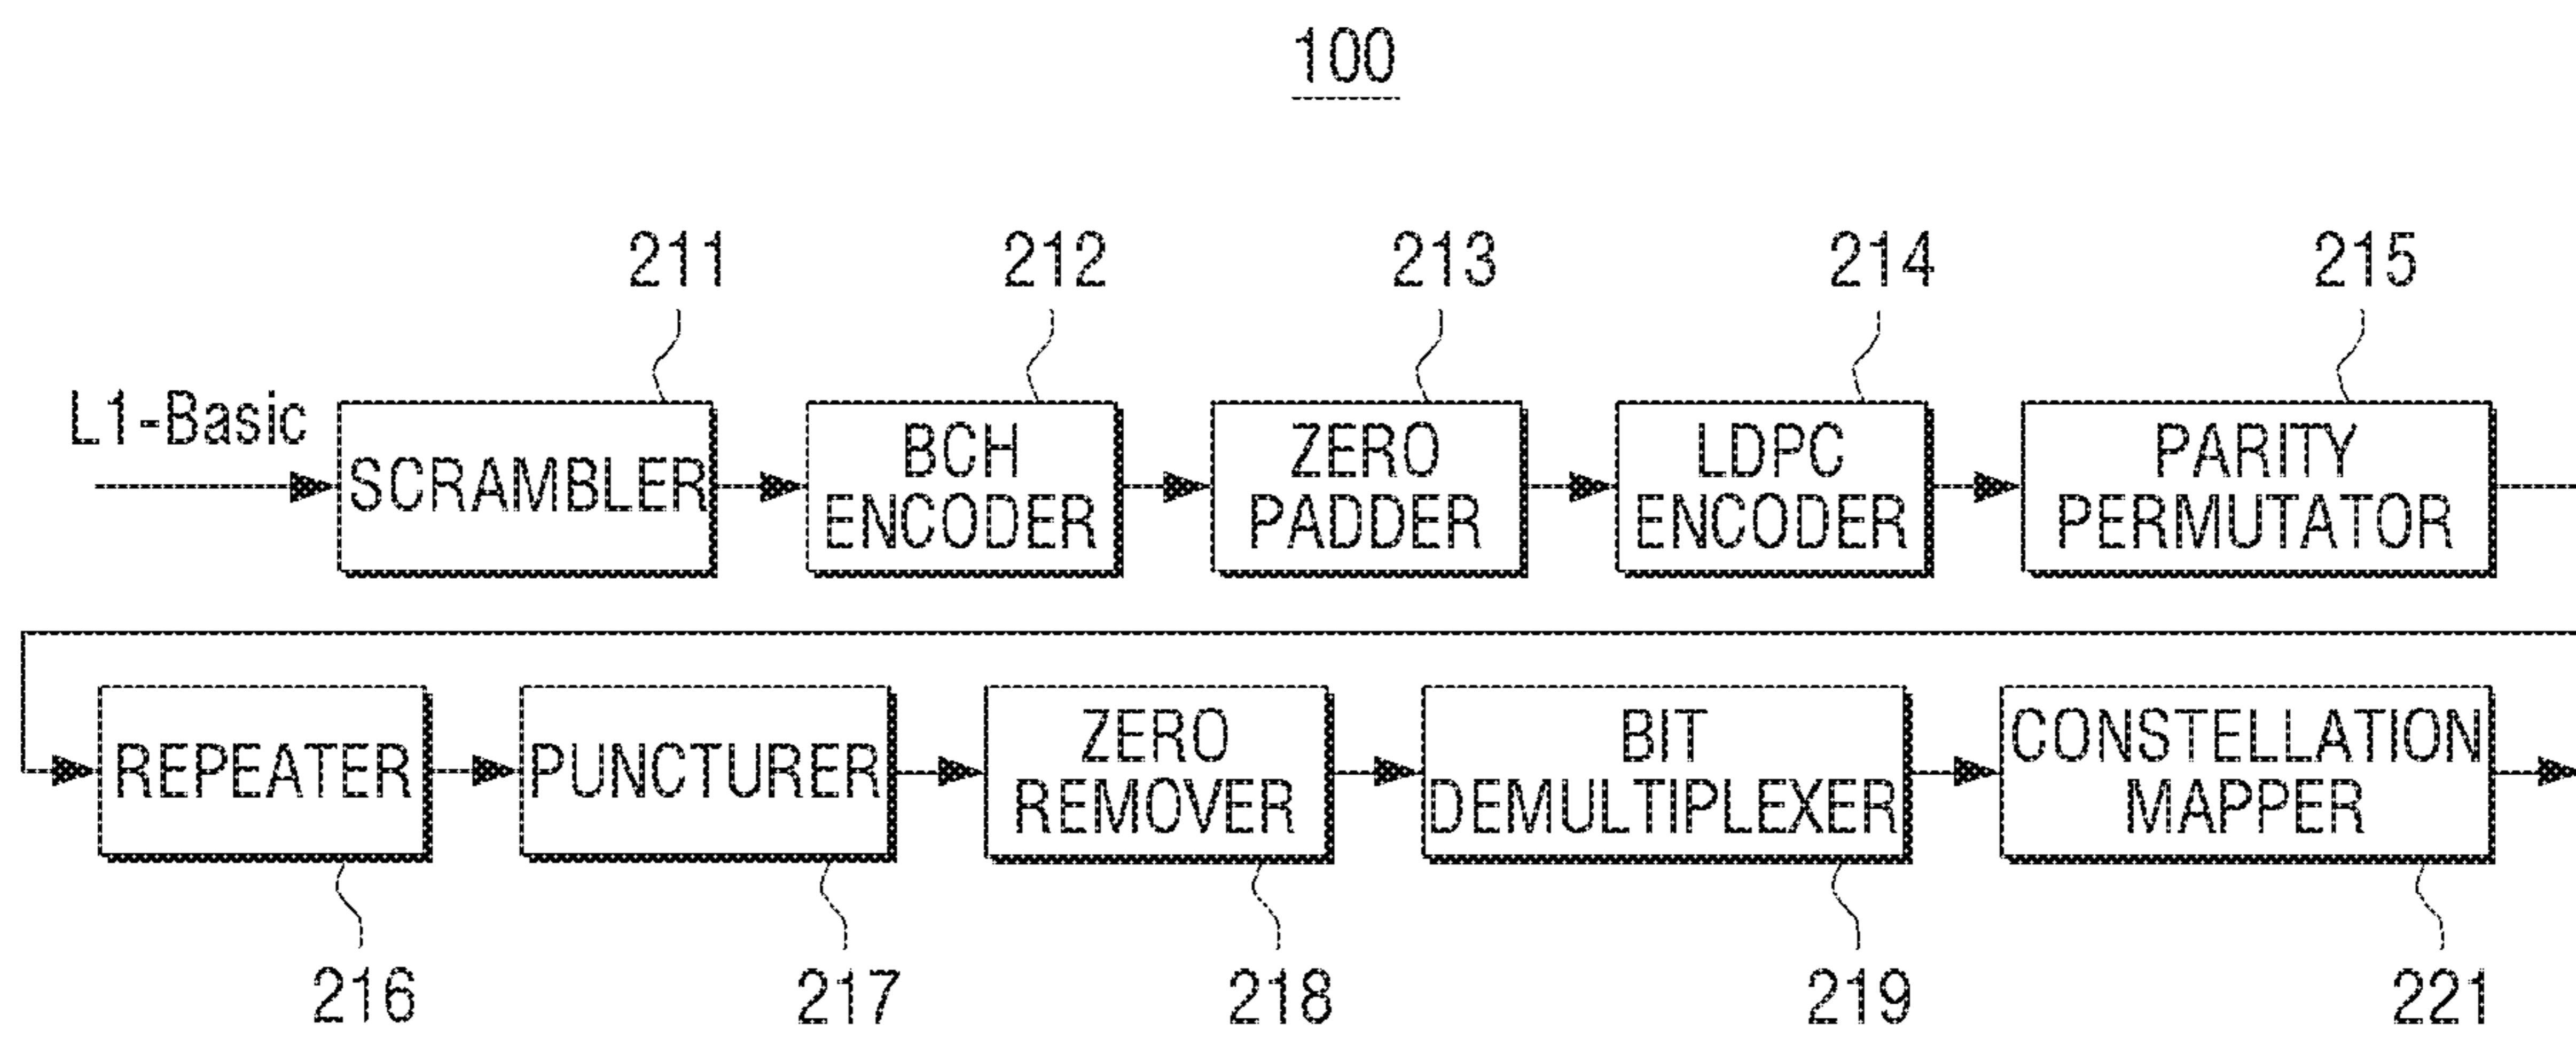 100
211
212
213
214
215
L1-Basic
SCRAMBLER
BCH
ENCODER
ZERO
PADDER
LDPC
ENCODER
PARITY
PERMUTATOR
REPEATER
PUNCTURER
ZERO
REMOVER
BIT
DEMULTIPLEXER
CONSTELLATION
MAPPER
216
217
218
219
221